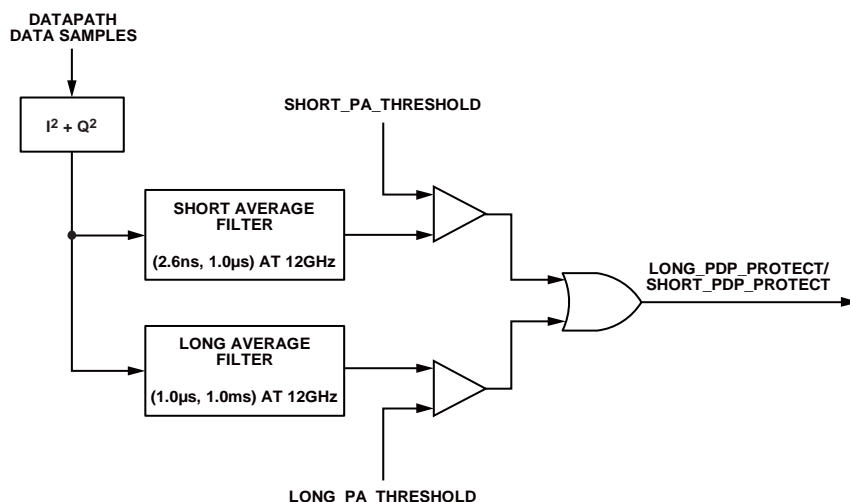 DATAPATH
DATA SAMPLES
I² + Q²
SHORT_PA_THRESHOLD
SHORT AVERAGE
FILTER
(2.6ns, 1.0µs) AT 12GHz
LONG_PDP_PROTECT/
SHORT_PDP_PROTECT
LONG AVERAGE
FILTER
(1.0µs, 1.0ms) AT 12GHz
LONG_PA_THRESHOLD